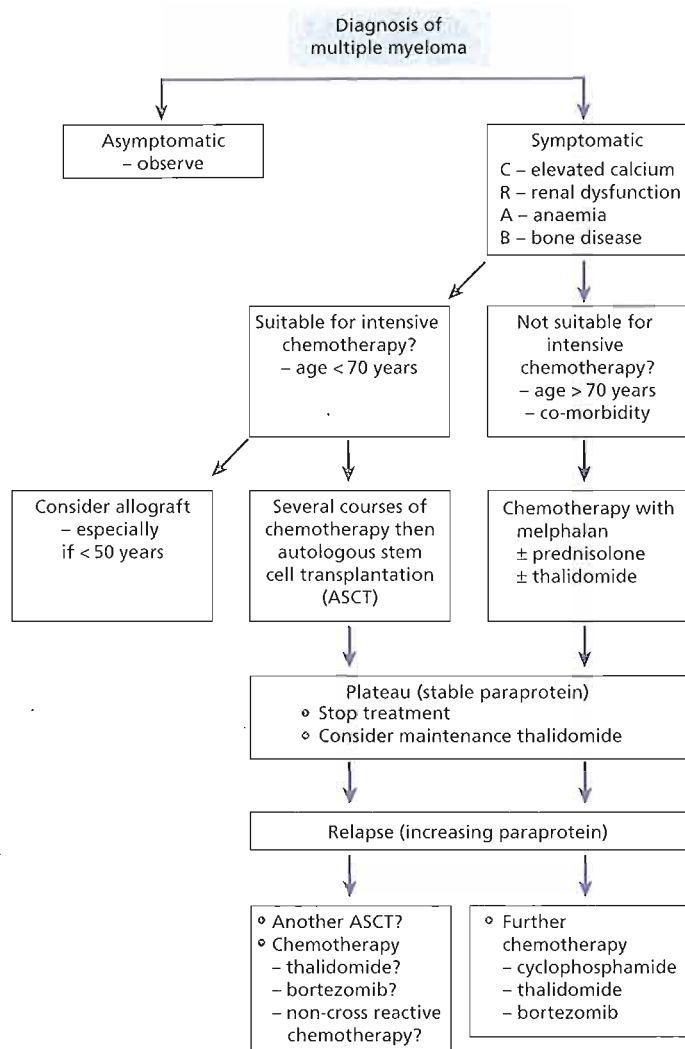 Diagnosis of
multiple myeloma
Asymptomatic
– observe
Symptomatic
C – elevated calcium
R – renal dysfunction
A – anaemia
B – bone disease
Suitable for intensive
chemotherapy?
– age < 70 years
Not suitable for
intensive
chemotherapy?
– age > 70 years
– co-morbidity
Consider allograft
– especially
if < 50 years
Several courses of
chemotherapy then
autologous stem
cell transplantation
(ASCT)
Chemotherapy with
melphalan
± prednisolone
± thalidomide
Plateau (stable paraprotein)
Stop treatment
Consider maintenance thalidomide
Relapse (increasing paraprotein)
Another ASCT?
Chemotherapy
– thalidomide?
– bortezomib?
– non-cross reactive
chemotherapy?
Further
chemotherapy
– cyclophosphamide
– thalidomide
– bortezomib